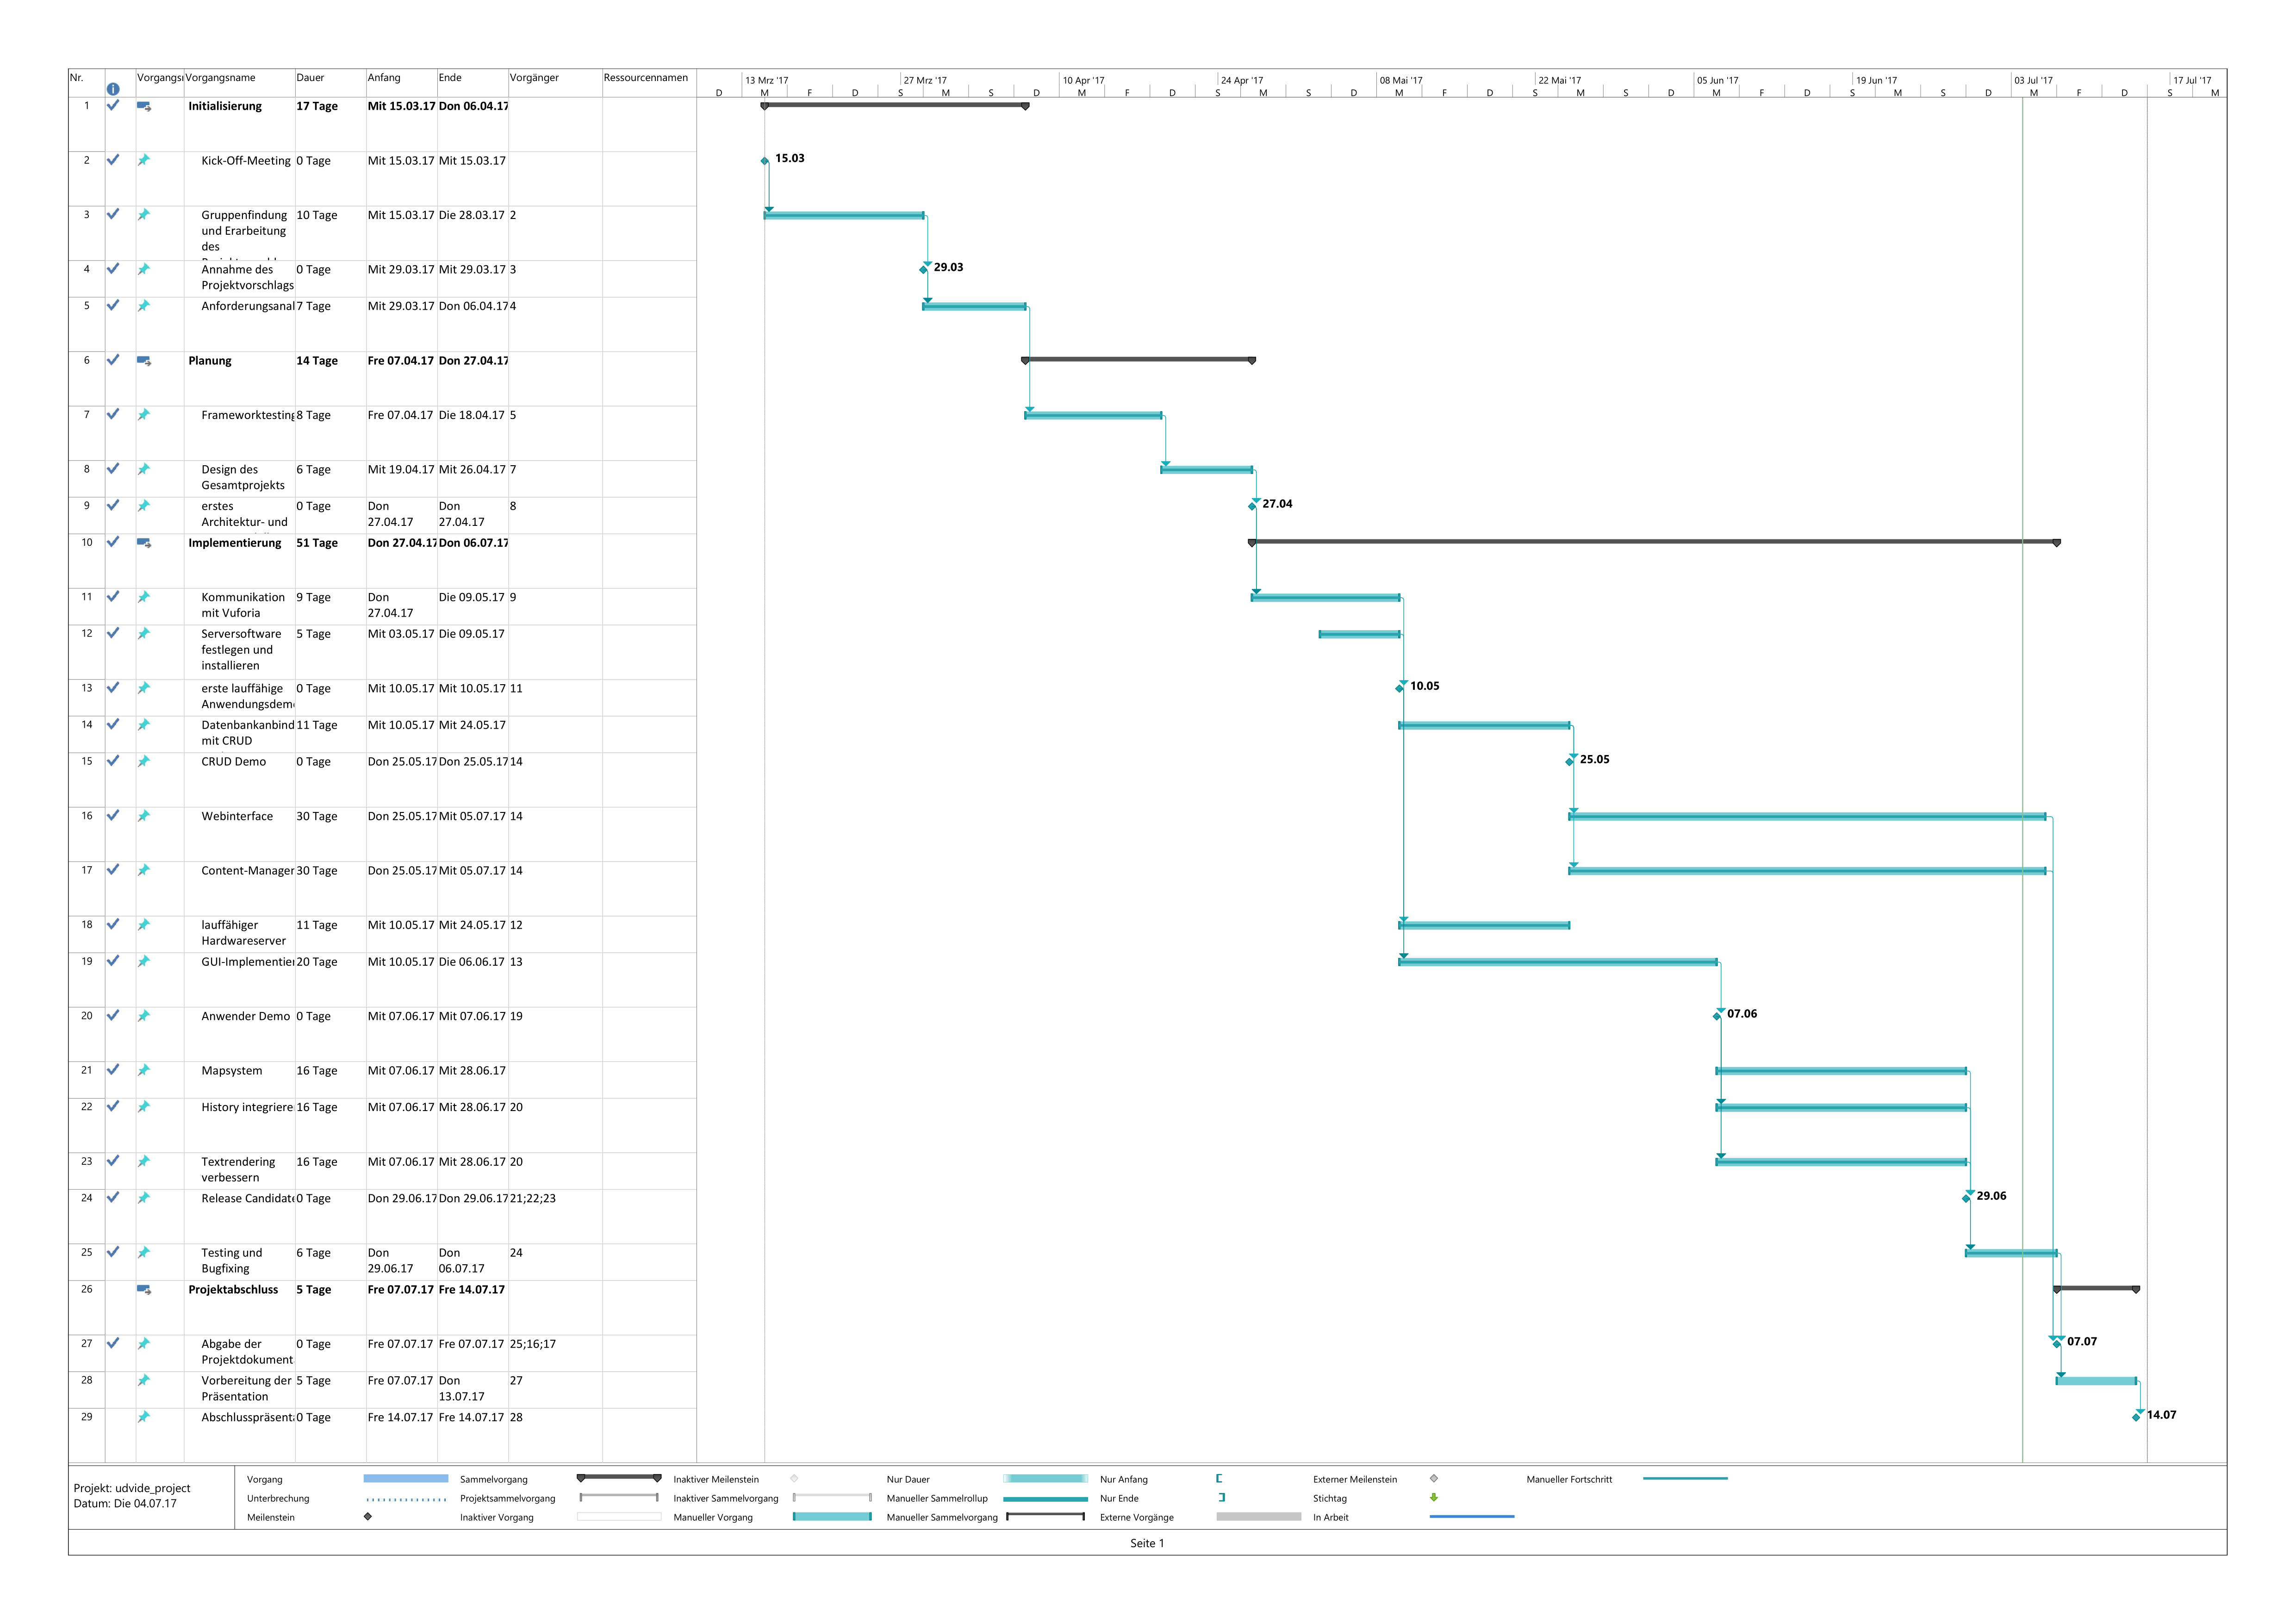 Nr. Vorgangsı Vorgangsname Dauer Anfang Ende Vorgänger Ressourcennamen
13 Mrz '17 27 Mrz '17 10 Apr '17 24 Apr '17 08 Mai '17 22 Mai '17 05 Jun '17 19 Jun '17 03 Jul '17 17 Jul '17
D M F D S M S D M F D S M S D M F D S M S D M F D S M S D M F D S M
1 Initialisierung 17 Tage Mit 15.03.17 Don 06.04.17
2 Kick-Off-Meeting 0 Tage Mit 15.03.17 Mit 15.03.17 15.03
3 Gruppenfindung 10 Tage Mit 15.03.17 Die 28.03.17 2
und Erarbeitung
des
4 Annahme des 0 Tage Mit 29.03.17 Mit 29.03.17 3 29.03
Projektvorschlags
5 Anforderungsanal 7 Tage Mit 29.03.17 Don 06.04.17 4
6 Planung 14 Tage Fre 07.04.17 Don 27.04.17
7 Frameworktesting 8 Tage Fre 07.04.17 Die 18.04.17 5
8 Design des 6 Tage Mit 19.04.17 Mit 26.04.17 7
Gesamtprojekts
9 erstes 0 Tage Don Don 8 27.04
Architektur- und 27.04.17 27.04.17
10 Implementierung 51 Tage Don 27.04.17 Don 06.07.17
11 Kommunikation 9 Tage Don Die 09.05.17 9
mit Vuforia 27.04.17
12 Serversoftware 5 Tage Mit 03.05.17 Die 09.05.17
festlegen und
installieren
13 erste lauffähige 0 Tage Mit 10.05.17 Mit 10.05.17 11 10.05
Anwendungsdem
14 Datenbankanbind 11 Tage Mit 10.05.17 Mit 24.05.17
mit CRUD
15 CRUD Demo 0 Tage Don 25.05.17 Don 25.05.17 14 25.05
16 Webinterface 30 Tage Don 25.05.17 Mit 05.07.17 14
17 Content-Manager 30 Tage Don 25.05.17 Mit 05.07.17 14
18 lauffähiger 11 Tage Mit 10.05.17 Mit 24.05.17 12
Hardwareserver
19 GUI-Implementier 20 Tage Mit 10.05.17 Die 06.06.17 13
20 Anwender Demo 0 Tage Mit 07.06.17 Mit 07.06.17 19 07.06
21 Mapsystem 16 Tage Mit 07.06.17 Mit 28.06.17
22 History integriere 16 Tage Mit 07.06.17 Mit 28.06.17 20
23 Textrendering 16 Tage Mit 07.06.17 Mit 28.06.17 20
verbessern
24 Release Candidat 0 Tage Don 29.06.17 Don 29.06.17 21;22;23 29.06
25 Testing und 6 Tage Don Don 24
Bugfixing 29.06.17 06.07.17
26 Projektabschluss 5 Tage Fre 07.07.17 Fre 14.07.17
27 Abgabe der 0 Tage Fre 07.07.17 Fre 07.07.17 25;16;17 07.07
Projektdokument
28 Vorbereitung der 5 Tage Fre 07.07.17 Don 27
Präsentation 13.07.17
29 Abschlusspräsent 0 Tage Fre 14.07.17 Fre 14.07.17 28 14.07
Projekt: udvide_project
Datum: Die 04.07.17
Vorgang Sammelvorgang Inaktiver Meilenstein Nur Dauer Nur Anfang Externer Meilenstein Manueller Fortschritt
Unterbrechung Projektsammelvorgang Inaktiver Sammelvorgang Manueller Sammelrollup Nur Ende Stichtag
Meilenstein Inaktiver Vorgang Manueller Vorgang Manueller Sammelvorgang Externe Vorgänge In Arbeit
Seite 1